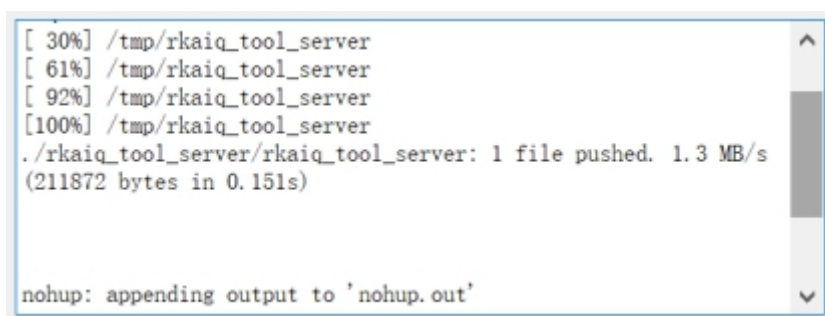 [ 30%] /tmp/rkaiq_tool_server
[ 61%] /tmp/rkaiq_tool_server
[ 92%] /tmp/rkaiq_tool_server
[100%] /tmp/rkaiq_tool_server
./rkaiq_tool_server/rkaiq_tool_server: 1 file pushed. 1.3 MB/s
(211872 bytes in 0.151s)
nohup: appending output to 'nohup.out'